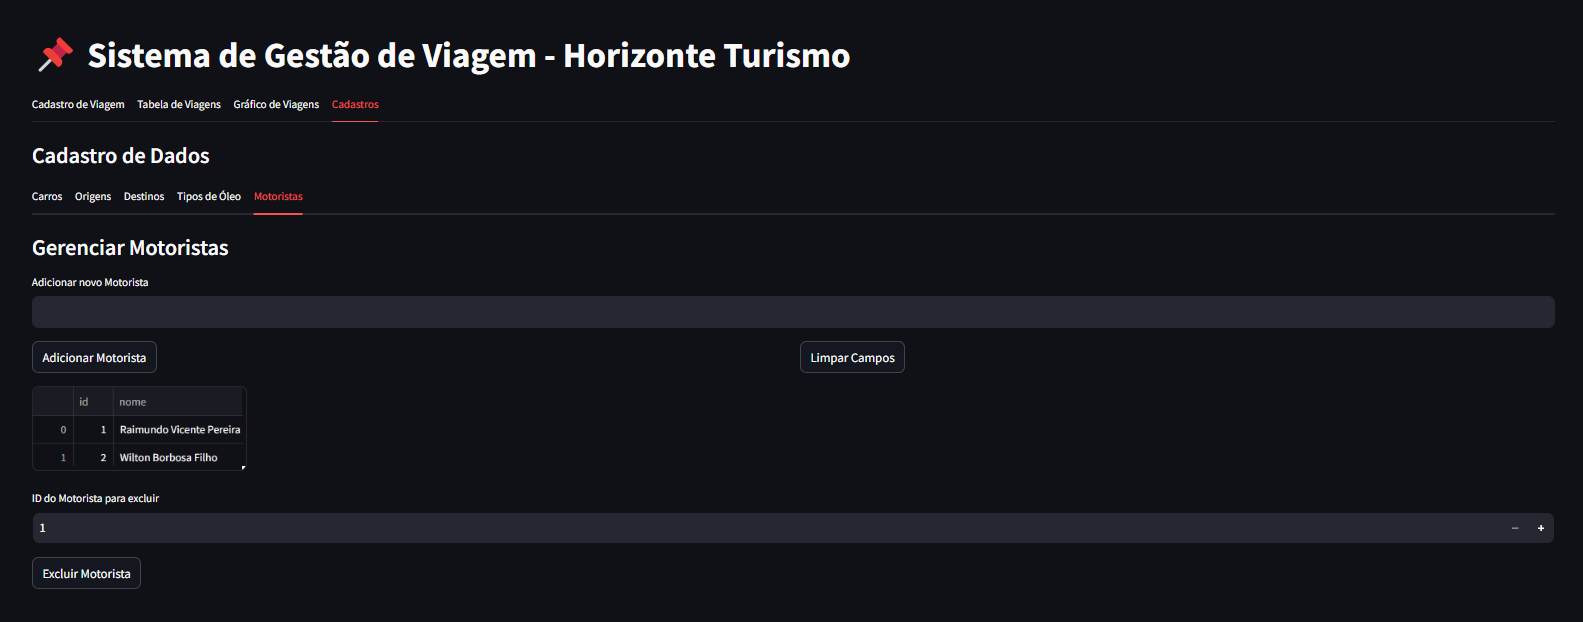 Sistema de Gestão de Viagem - Horizonte Turismo
Cadastro de Viagem Tabela de Viagens Gráfico de Viagens Cadastros
Cadastro de Dados
Carros Origens Destinos Tipos de Óleo Motoristas
Gerenciar Motoristas
Adicionar novo Motorista
Adicionar Motorista Limpar Campos
id nome
0 1 Raimundo Vicente Pereira
1 2 Wilton Borbosa Filho
ID do Motorista para excluir
1 − +
Excluir Motorista